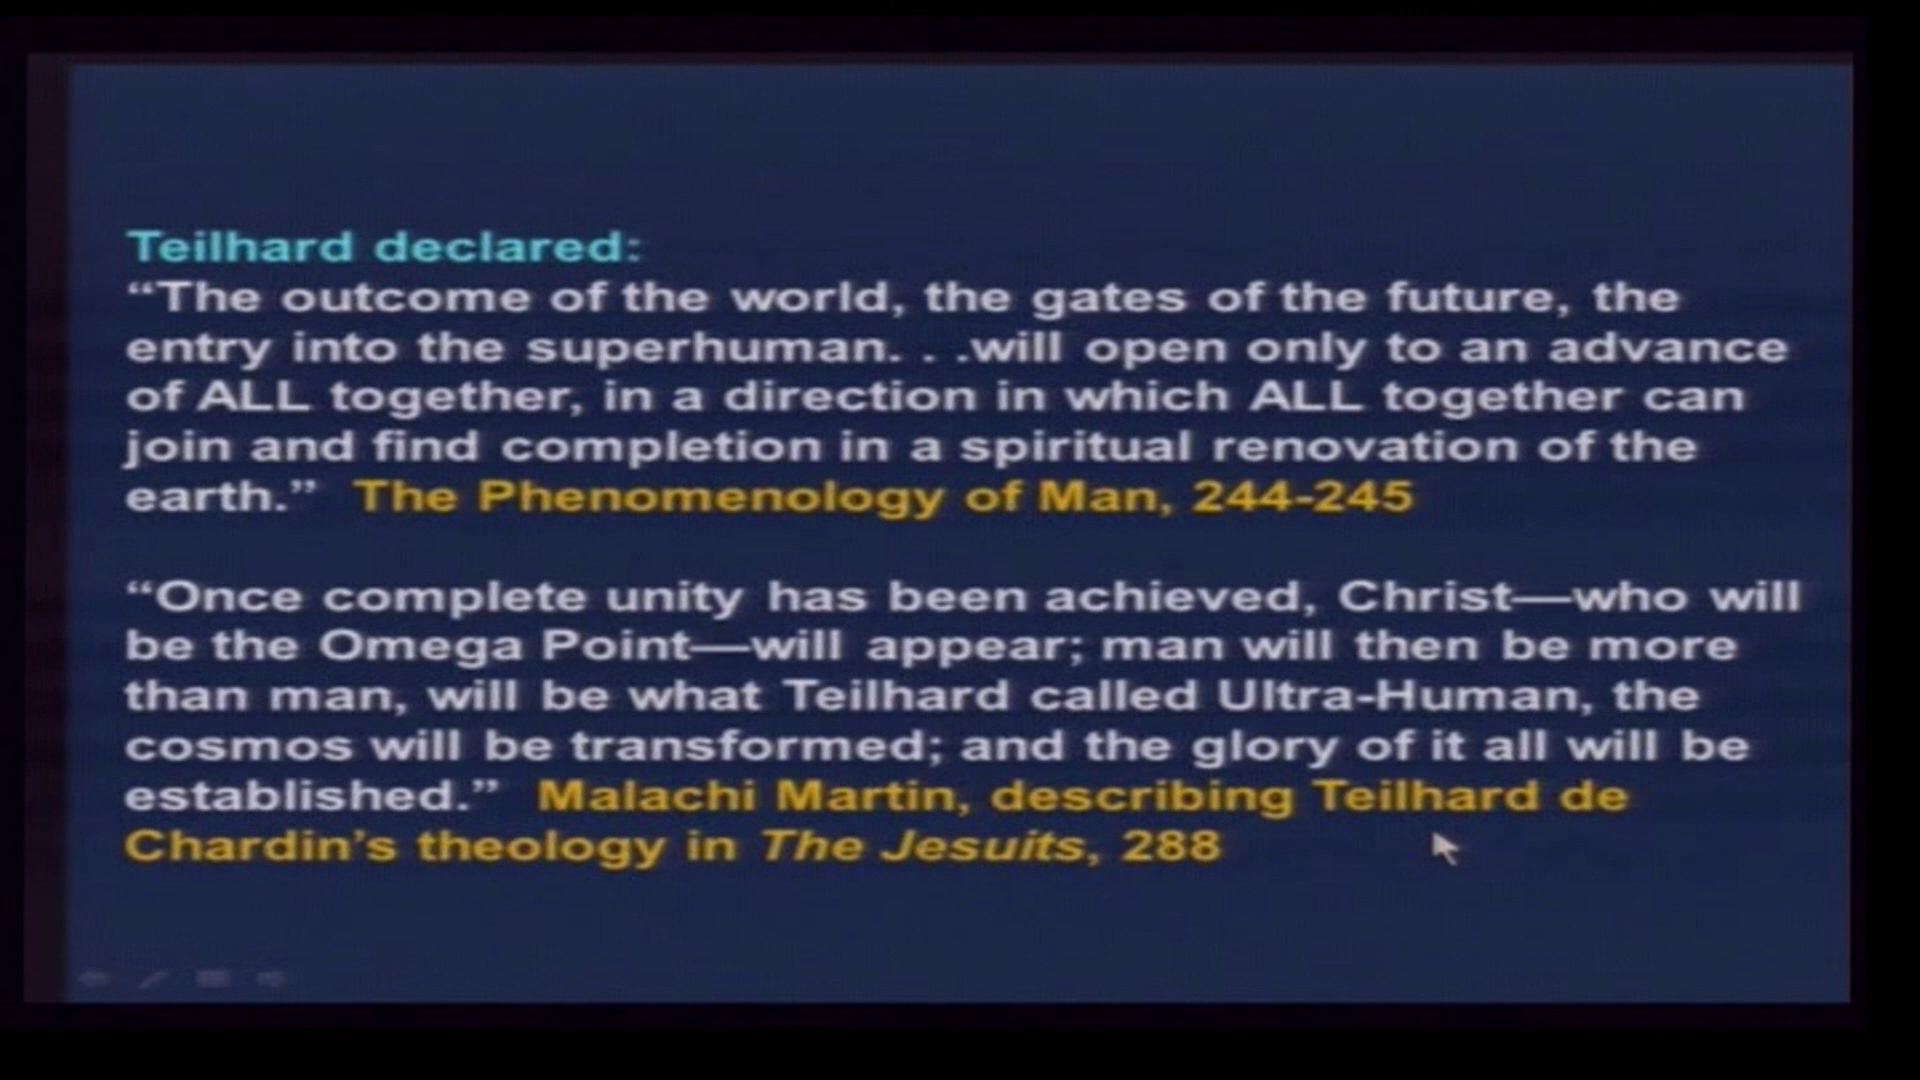 Teilhard declared:
“The outcome of the world, the gates of the future, the
entry into the superhuman. . .will open only to an advance
of ALL together, in a direction in which ALL together can
join and find completion in a spiritual renovation of the
earth.” The Phenomenology of Man, 244-245
“Once complete unity has been achieved, Christ—who will
be the Omega Point—will appear; man will then be more
than man, will be what Teilhard called Ultra-Human, the
cosmos will be transformed; and the glory of it all will be
established.” Malachi Martin, describing Teilhard de
Chardin’s theology in The Jesuits, 288